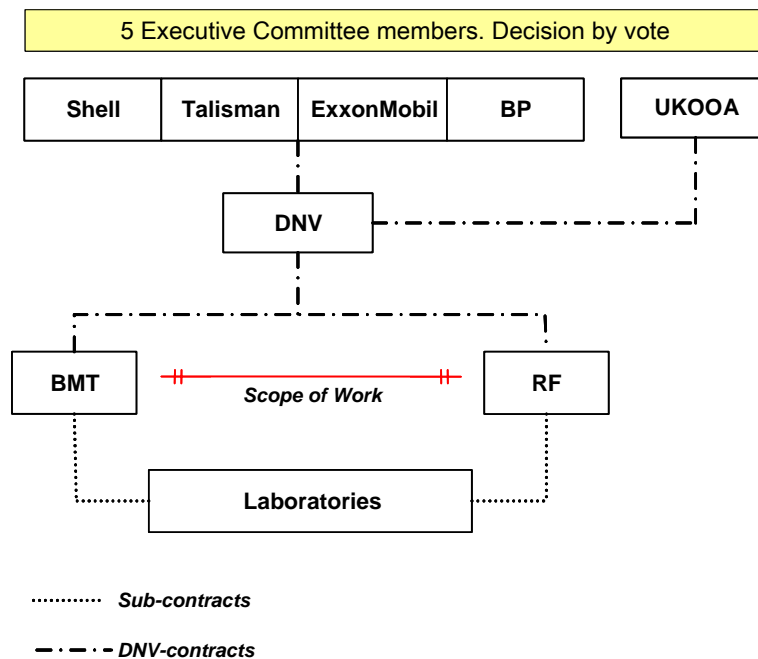 5 Executive Committee members. Decision by vote
Shell Talisman ExxonMobil BP UKOOA
DNV
BMT RF
Scope of Work
Laboratories
Sub-contracts
DNV-contracts